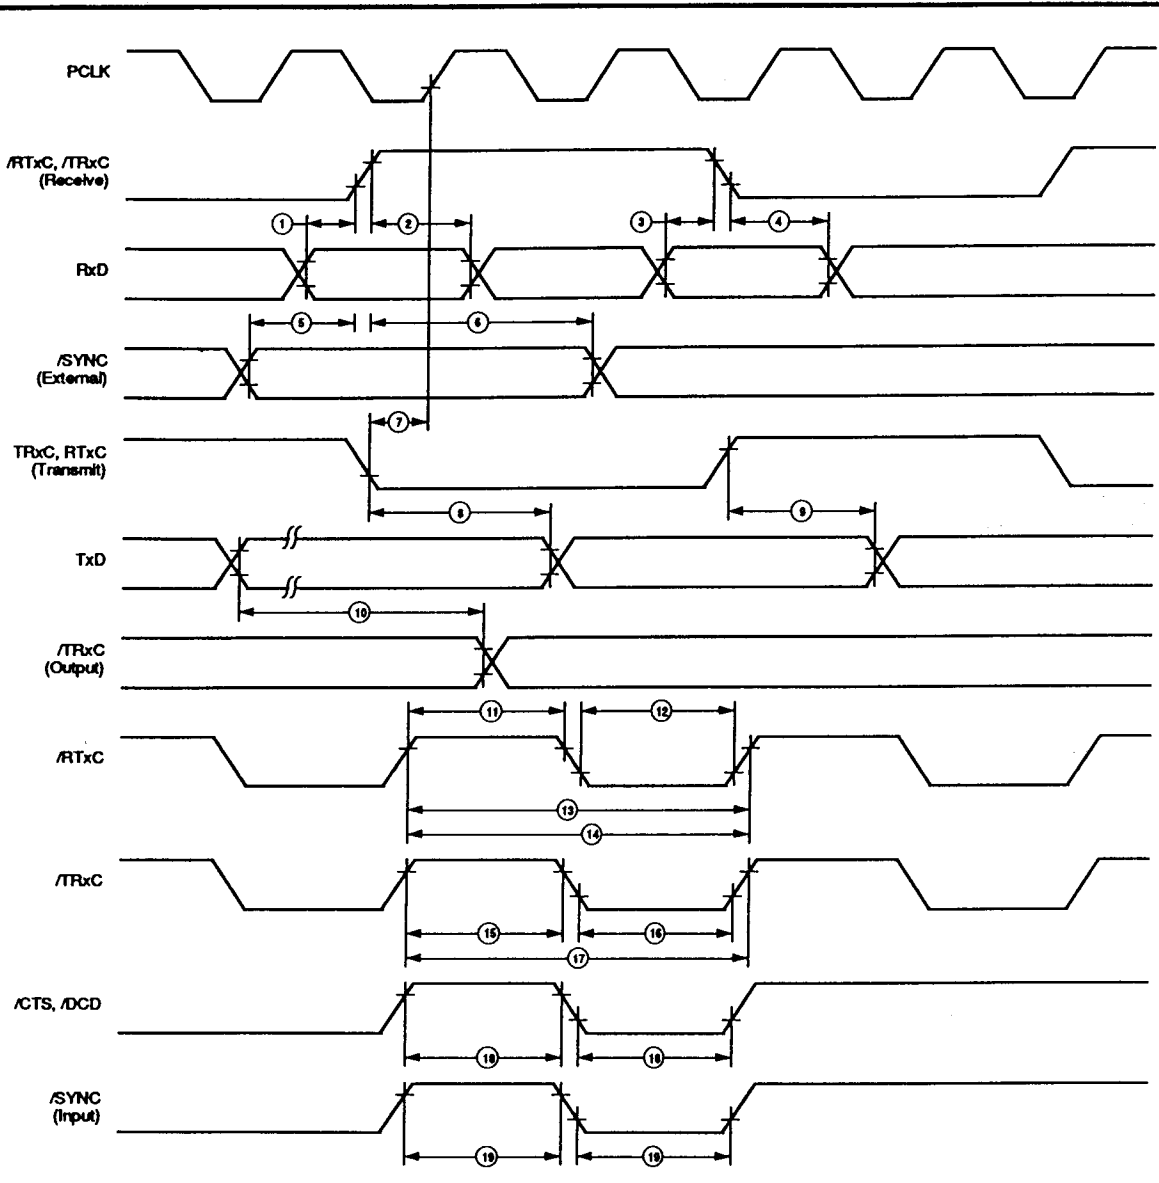 PCLK
/RTxC, /TRxC
(Receive)
1
2
3
4
RxD
5
6
/SYNC
(External)
7
TRxC, RTxC
(Transmit)
8
9
TxD
10
/TRxC
(Output)
11
12
/RTxC
13
14
/TRxC
15
16
17
/CTS, /DCD
18
18
/SYNC
(Input)
19
19